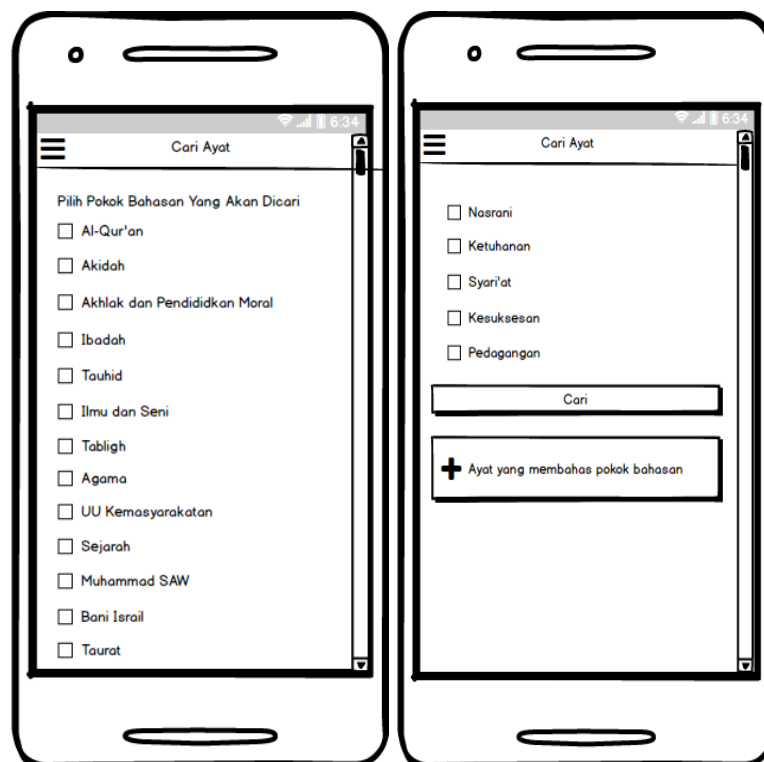 6:34
Cari Ayat
Pilih Pokok Bahasan Yang Akan Dicari
Al-Qur'an
Akidah
Akhlak dan Pendididkan Moral
Ibadah
Tauhid
Ilmu dan Seni
Tabligh
Agama
UU Kemasyarakatan
Sejarah
Muhammad SAW
Bani Israil
Taurat
6:34
Cari Ayat
Nasrani
Ketuhanan
Syari'at
Kesuksesan
Pedagangan
Cari
Ayat yang membahas pokok bahasan